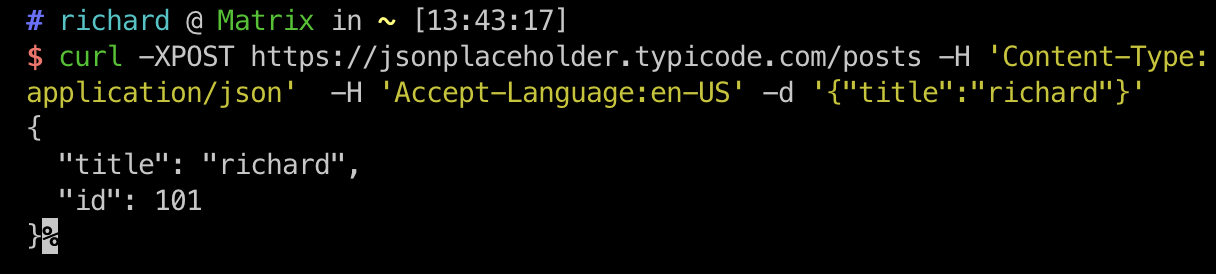 # richard @ Matrix in ~ [13:43:17]
$ curl -XPOST https://jsonplaceholder.typicode.com/posts -H 'Content-Type:
application/json'  -H 'Accept-Language:en-US' -d '{"title":"richard"}'
{
  "title": "richard",
  "id": 101
}%